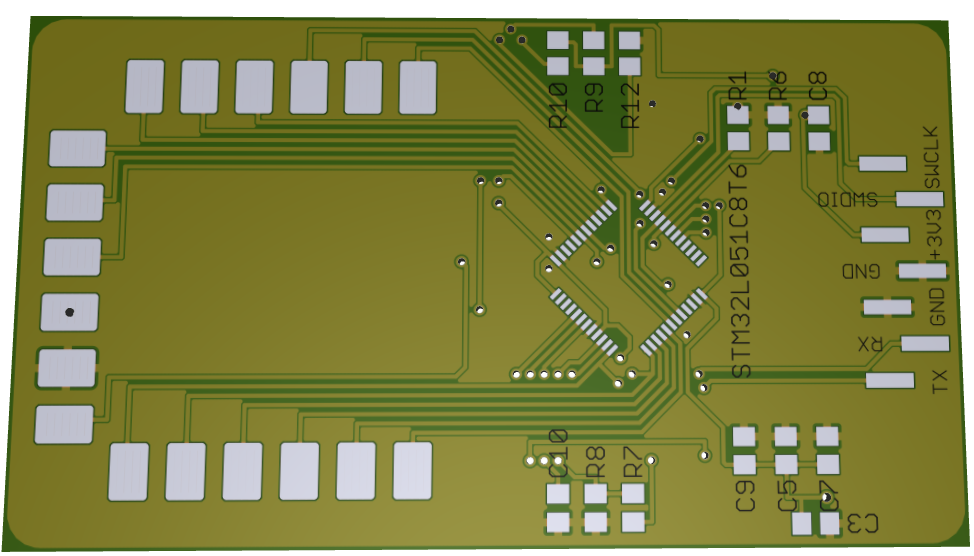 R10
R9
R12
R1
R6
C8
SWCLK
SWDIO
+3V3
GND
GND
RX
TX
STM32L051C8T6
C10
R8
R7
C9
C5
C7
C3